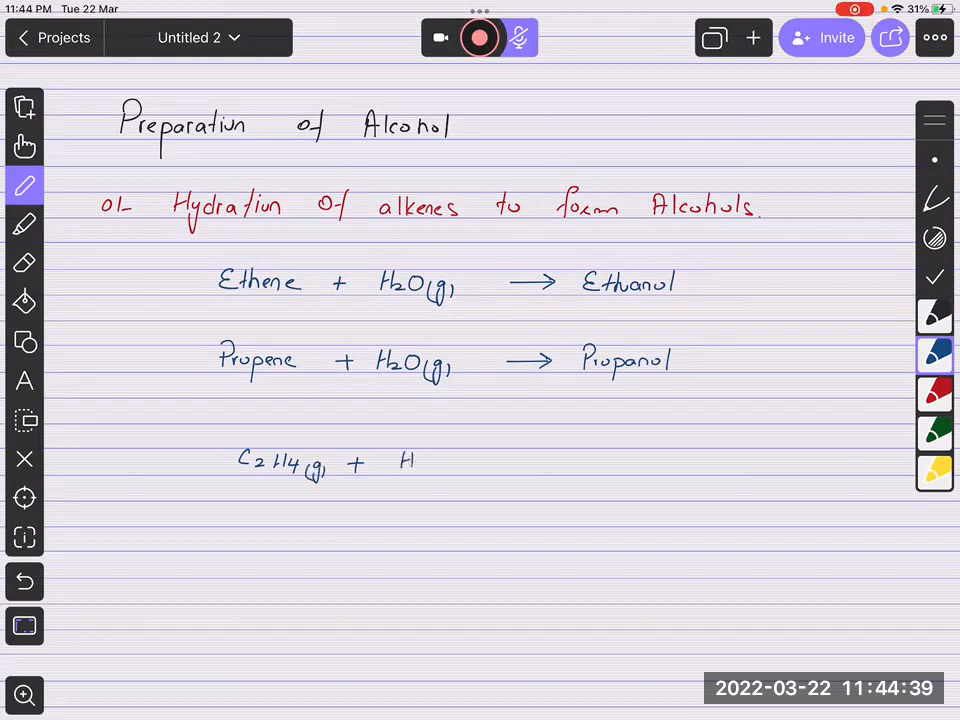 11:44 PM Tue 22 Mar
31%
Projects
Untitled 2
Invite
Preparation of Alcohol
01- Hydration Of alkenes to form Alcohols.
Ethene + H2O(g) → Ethanol
Propene + H2O(g) → Propanol
C2H4(g) + H
A
2022-03-22 11:44:39